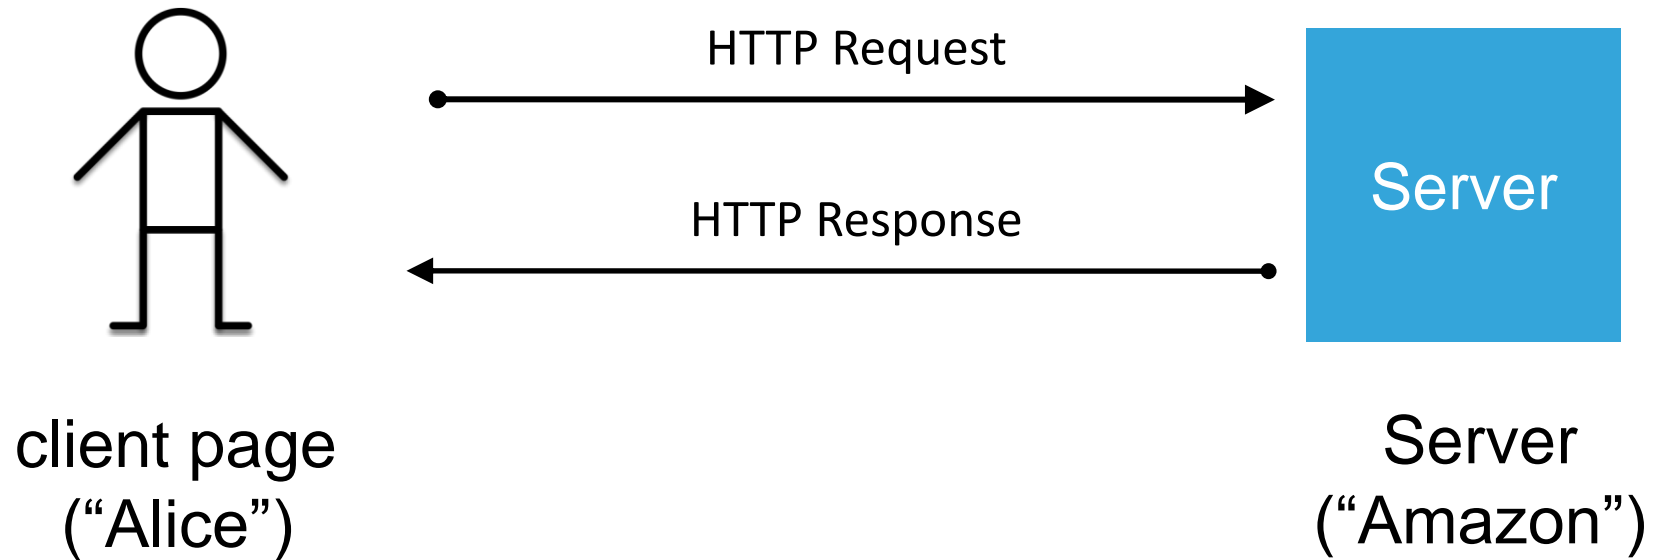 HTTP Request
Server
HTTP Response
client page
(“Alice”)
Server
(“Amazon”)